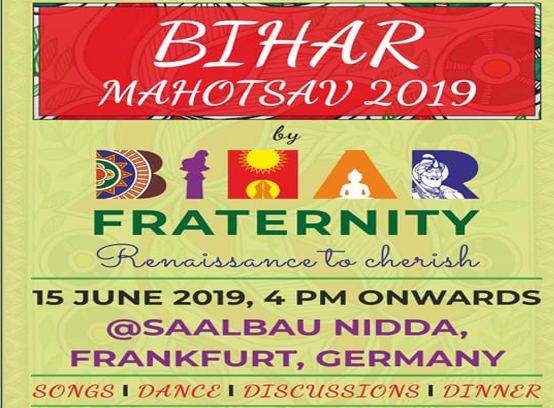 BIHAR
MAHOTSAV 2019
by
BIHAR
FRATERNITY
Renaissance to cherish
15 JUNE 2019, 4 PM ONWARDS
@SAALBAU NIDDA,
FRANKFURT, GERMANY
SONGS I DANCE I DISCUSSIONS I DINNER